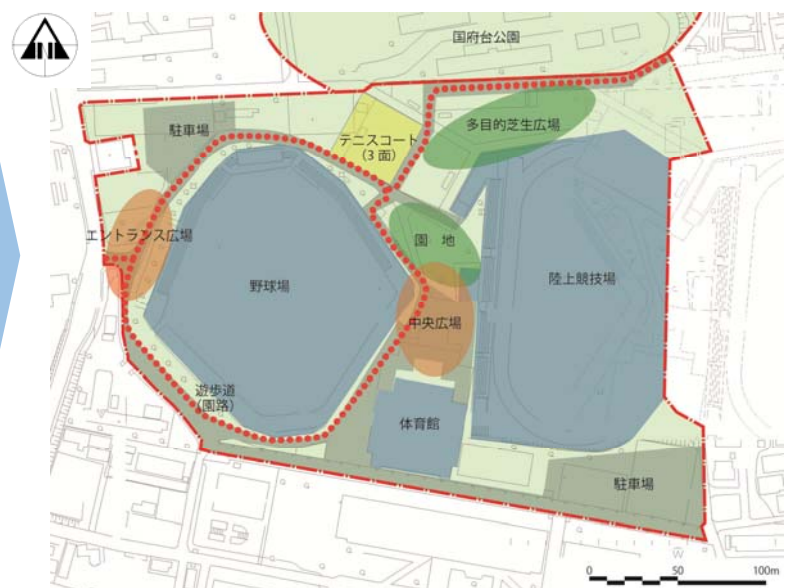 N
国府台公園
駐車場
多目的芝生広場
テニスコート
(3面)
エントランス広場
園 地
陸上競技場
野球場
中央広場
遊歩道
(園路)
体育館
駐車場
0 50 100m